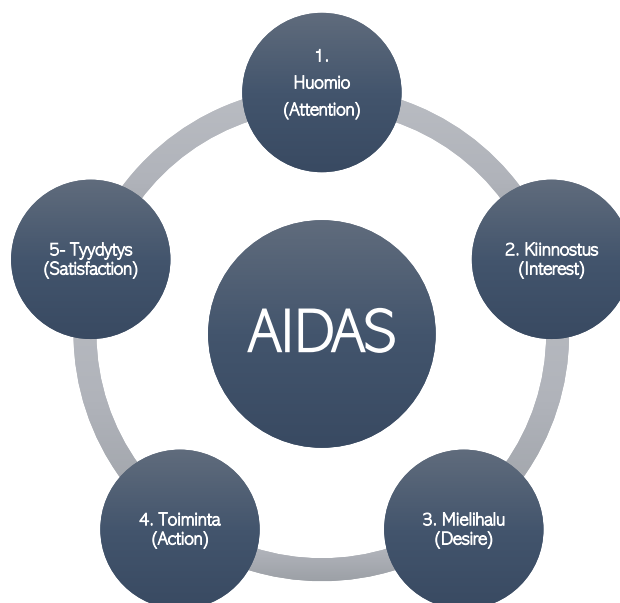 1.
Huomio
(Attention)
2. Kiinnostus
(Interest)
3. Mielihalu
(Desire)
4. Toiminta
(Action)
5- Tyydytys
(Satisfaction)
AIDAS